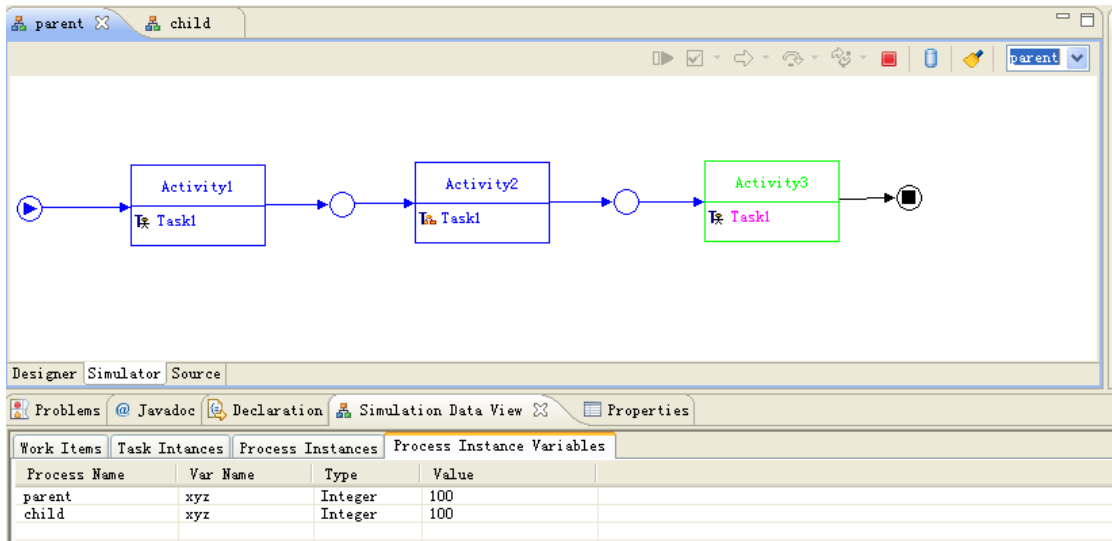 parent child
parent
Activity1 Activity2 Activity3
Task1 Task1 Task1
Designer Simulator Source
Problems @ Javadoc Declaration Simulation Data View Properties
Work Items Task Intances Process Instances Process Instance Variables
Process Name Var Name Type Value
parent xyz Integer 100
child xyz Integer 100